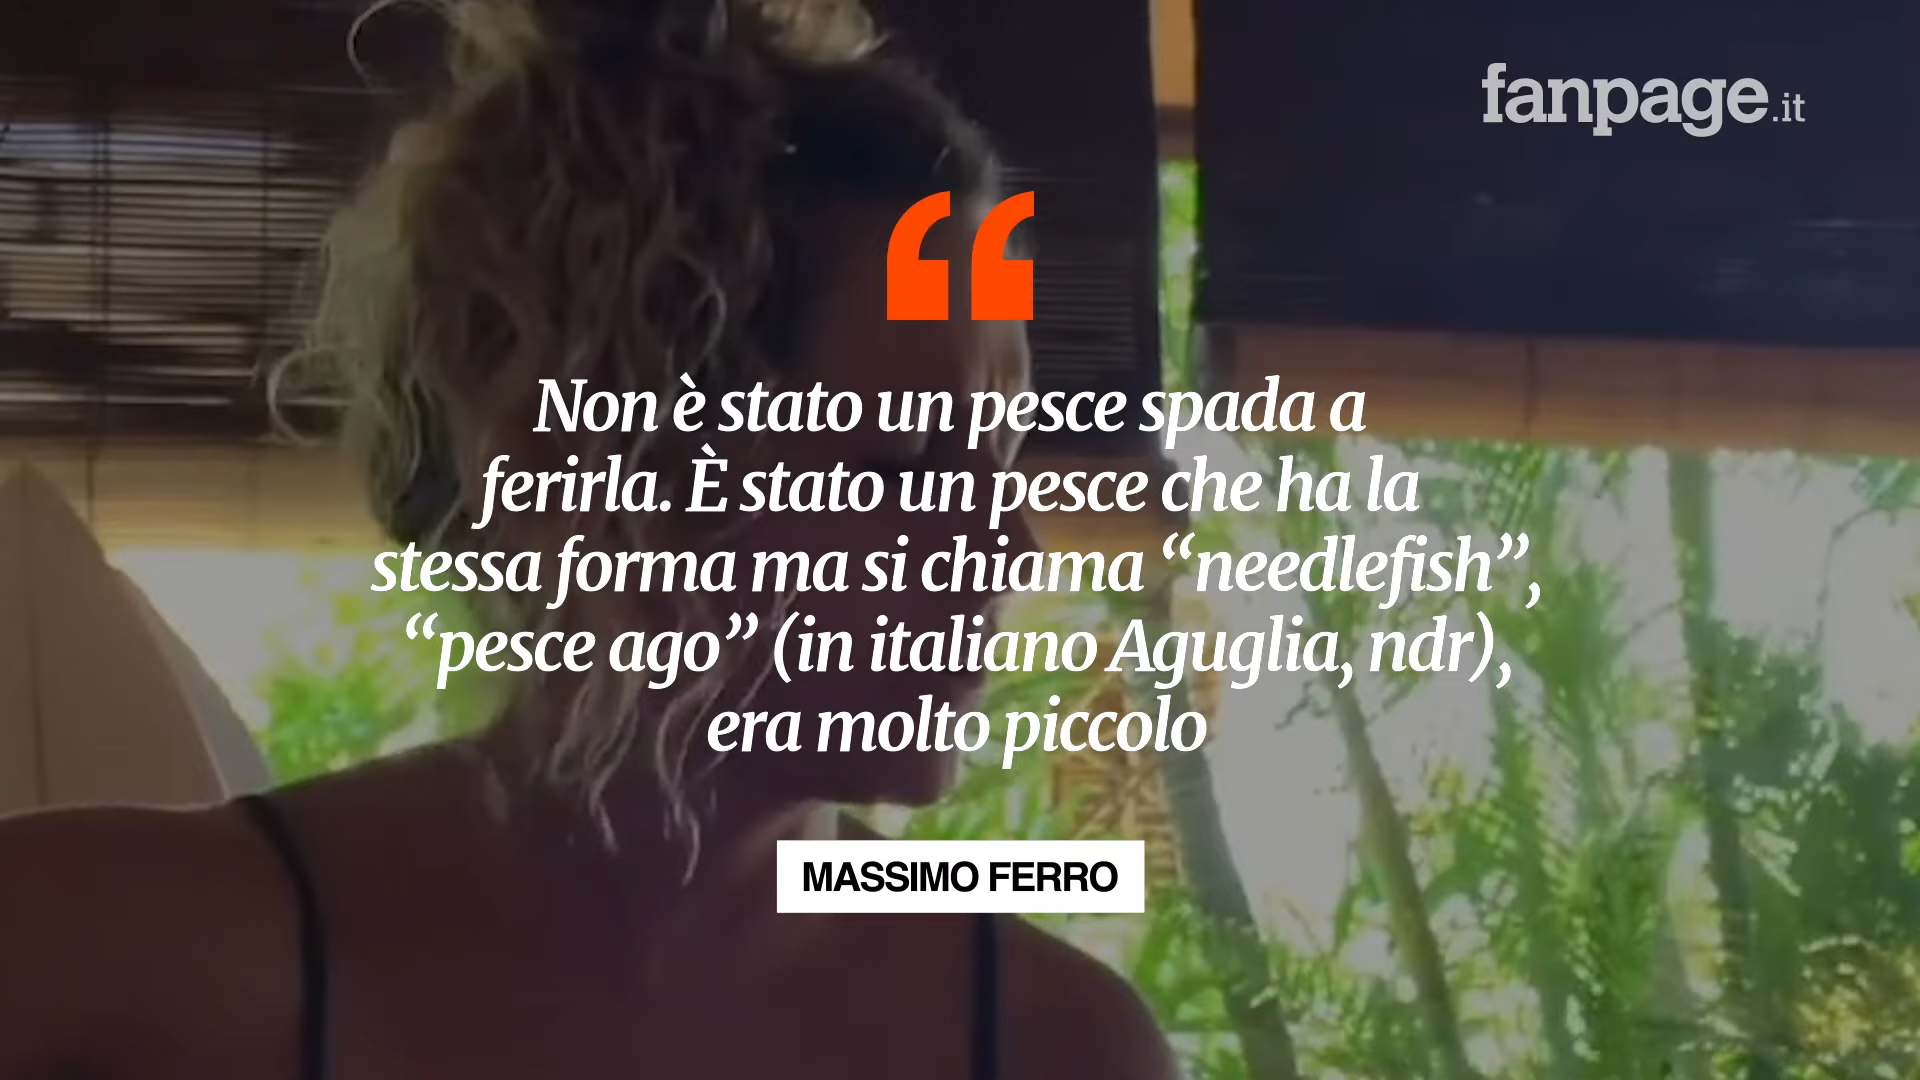 fanpage.it
“
Non è stato un pesce spada a
ferirla. È stato un pesce che ha la
stessa forma ma si chiama “needlefish”,
“pesce ago” (in italiano Aguglia, ndr),
era molto piccolo
MASSIMO FERRO